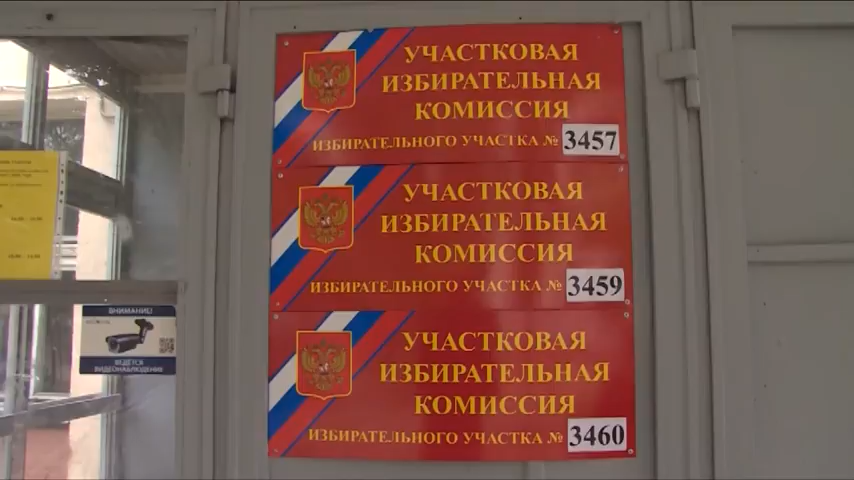 УЧАСТКОВАЯ
ИЗБИРАТЕЛЬНАЯ
КОМИССИЯ
ИЗБИРАТЕЛЬНОГО УЧАСТКА № 3457
УЧАСТКОВАЯ
ИЗБИРАТЕЛЬНАЯ
КОМИССИЯ
ИЗБИРАТЕЛЬНОГО УЧАСТКА № 3459
УЧАСТКОВАЯ
ИЗБИРАТЕЛЬНАЯ
КОМИССИЯ
ИЗБИРАТЕЛЬНОГО УЧАСТКА № 3460
ВНИМАНИЕ!
ВЕДЕТСЯ
ВИДЕОНАБЛЮДЕНИЕ